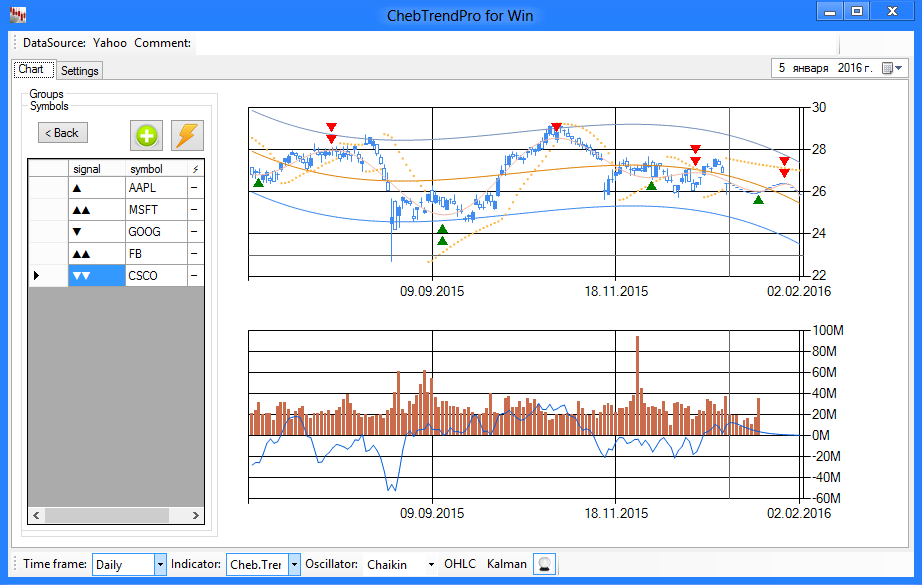 ChebTrendPro for Win
DataSource: Yahoo Comment:
Chart Settings
5 января 2016 г.
Groups
Symbols
< Back
signal symbol
▲ AAPL –
▲▲ MSFT –
▼ GOOG –
▲▲ FB –
▼▼ CSCO –
30
28
26
24
22
09.09.2015 18.11.2015 02.02.2016
100M
80M
60M
40M
20M
0M
-20M
-40M
-60M
09.09.2015 18.11.2015 02.02.2016
Time frame: Daily Indicator: Cheb.Trer Oscillator: Chaikin OHLC Kalman